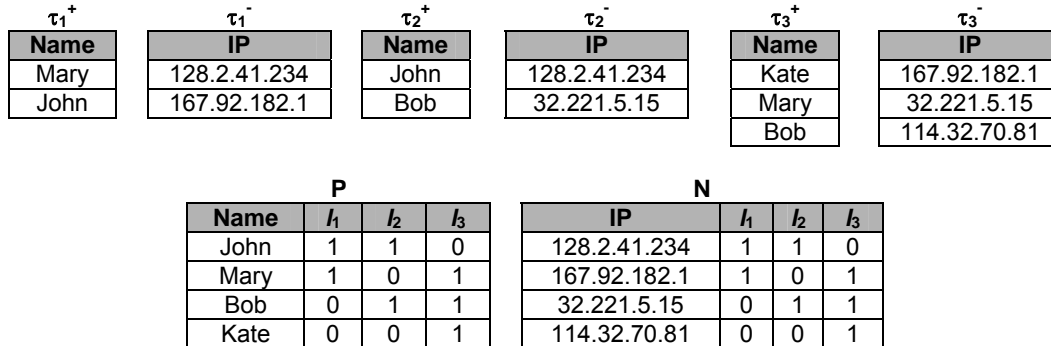 τ1+ τ1- τ2+ τ2- τ3+ τ3-
Name IP Name IP Name IP
Mary 128.2.41.234 John 128.2.41.234 Kate 167.92.182.1
John 167.92.182.1 Bob 32.221.5.15 Mary 32.221.5.15
Bob 114.32.70.81
P N
Name l1 l2 l3 IP l1 l2 l3
John 1 1 0 128.2.41.234 1 1 0
Mary 1 0 1 167.92.182.1 1 0 1
Bob 0 1 1 32.221.5.15 0 1 1
Kate 0 0 1 114.32.70.81 0 0 1